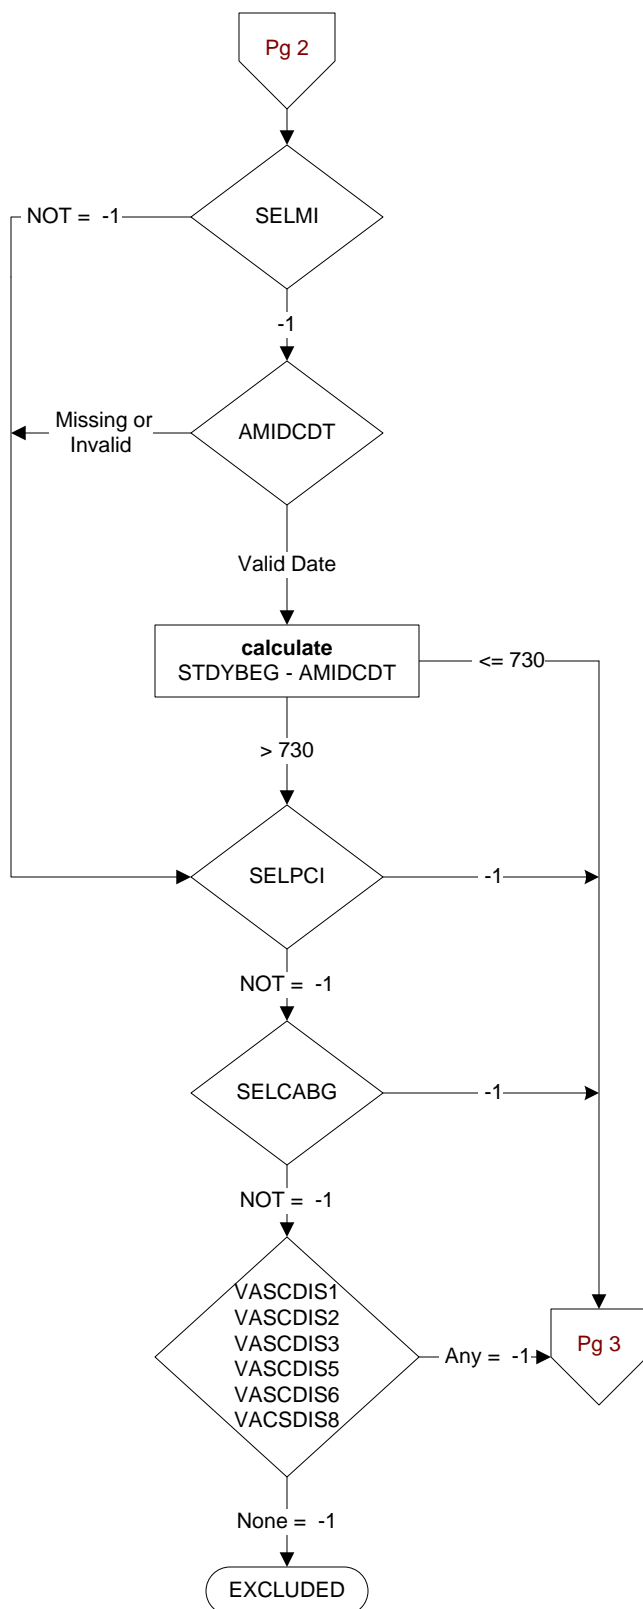 Pg 2
SELMI
NOT = -1
-1
AMIDCDT
Missing or
Invalid
Valid Date
calculate
STDYBEG - AMIDCDT
<= 730
> 730
SELPCI
-1
NOT = -1
SELCABG
-1
NOT = -1
VASCDIS1
VASCDIS2
VASCDIS3
VASCDIS5
VASCDIS6
VACSDIS8
Any = -1
Pg 3
None = -1
EXCLUDED